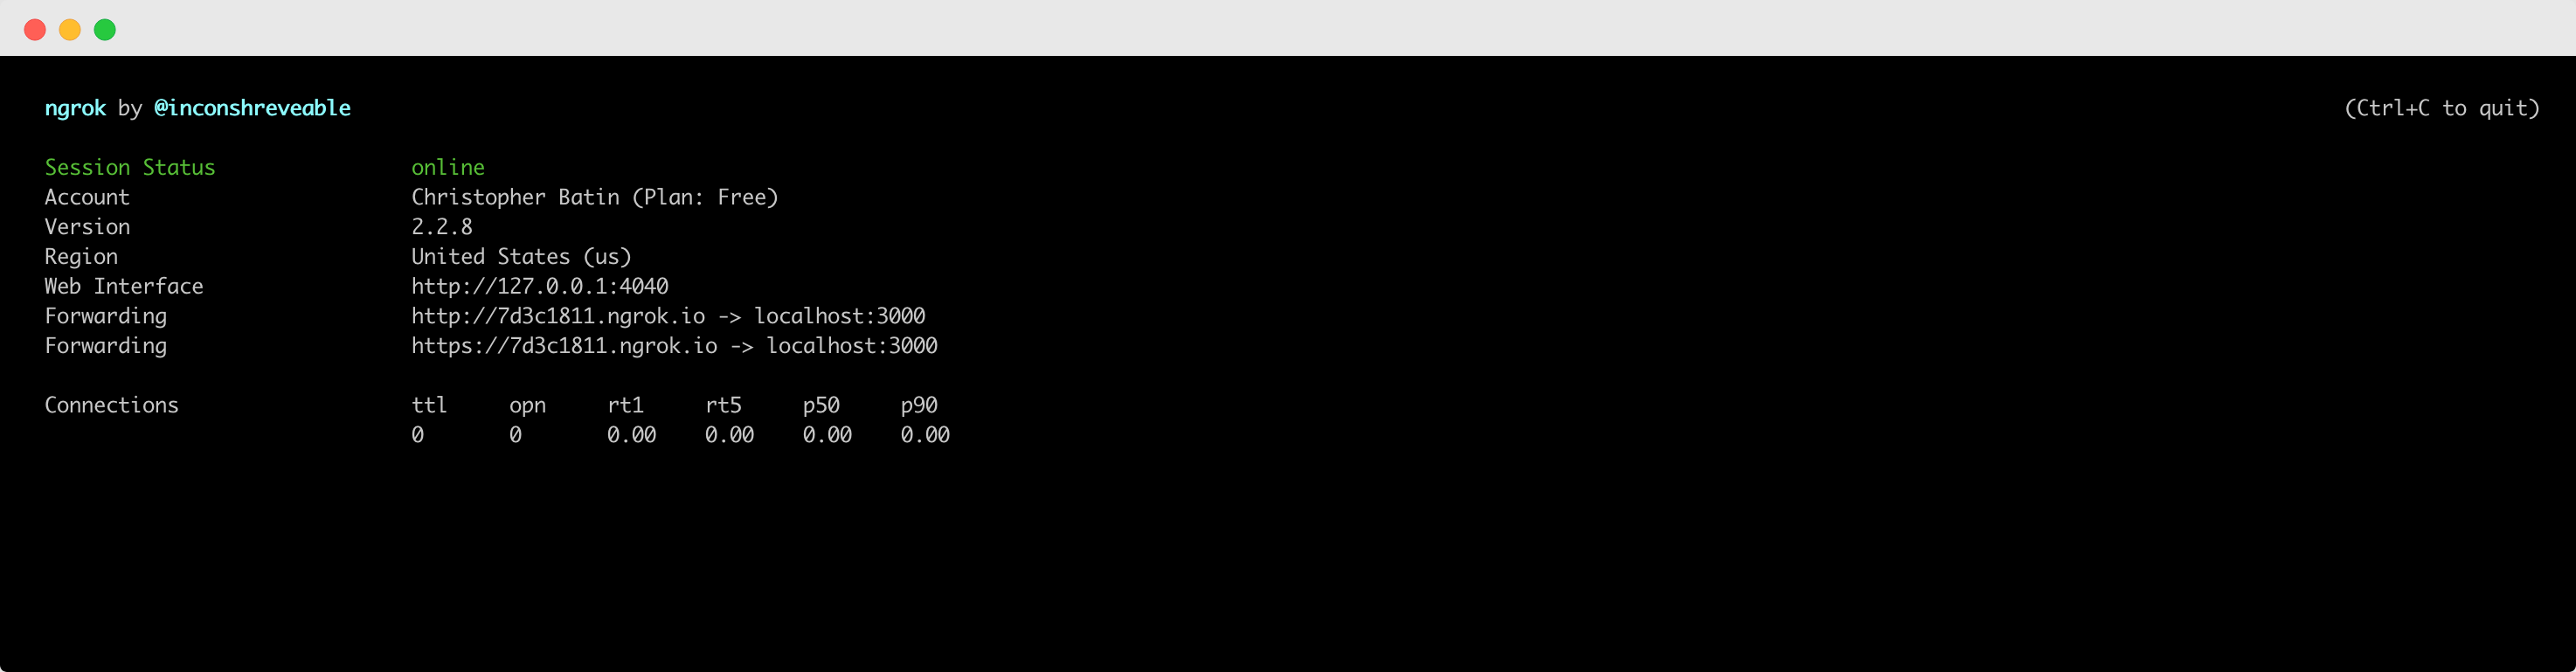 ngrok by @inconshreveable (Ctrl+C to quit)
Session Status online
Account Christopher Batin (Plan: Free)
Version 2.2.8
Region United States (us)
Web Interface http://127.0.0.1:4040
Forwarding http://7d3c1811.ngrok.io -> localhost:3000
Forwarding https://7d3c1811.ngrok.io -> localhost:3000
Connections ttl opn rt1 rt5 p50 p90
0 0 0.00 0.00 0.00 0.00